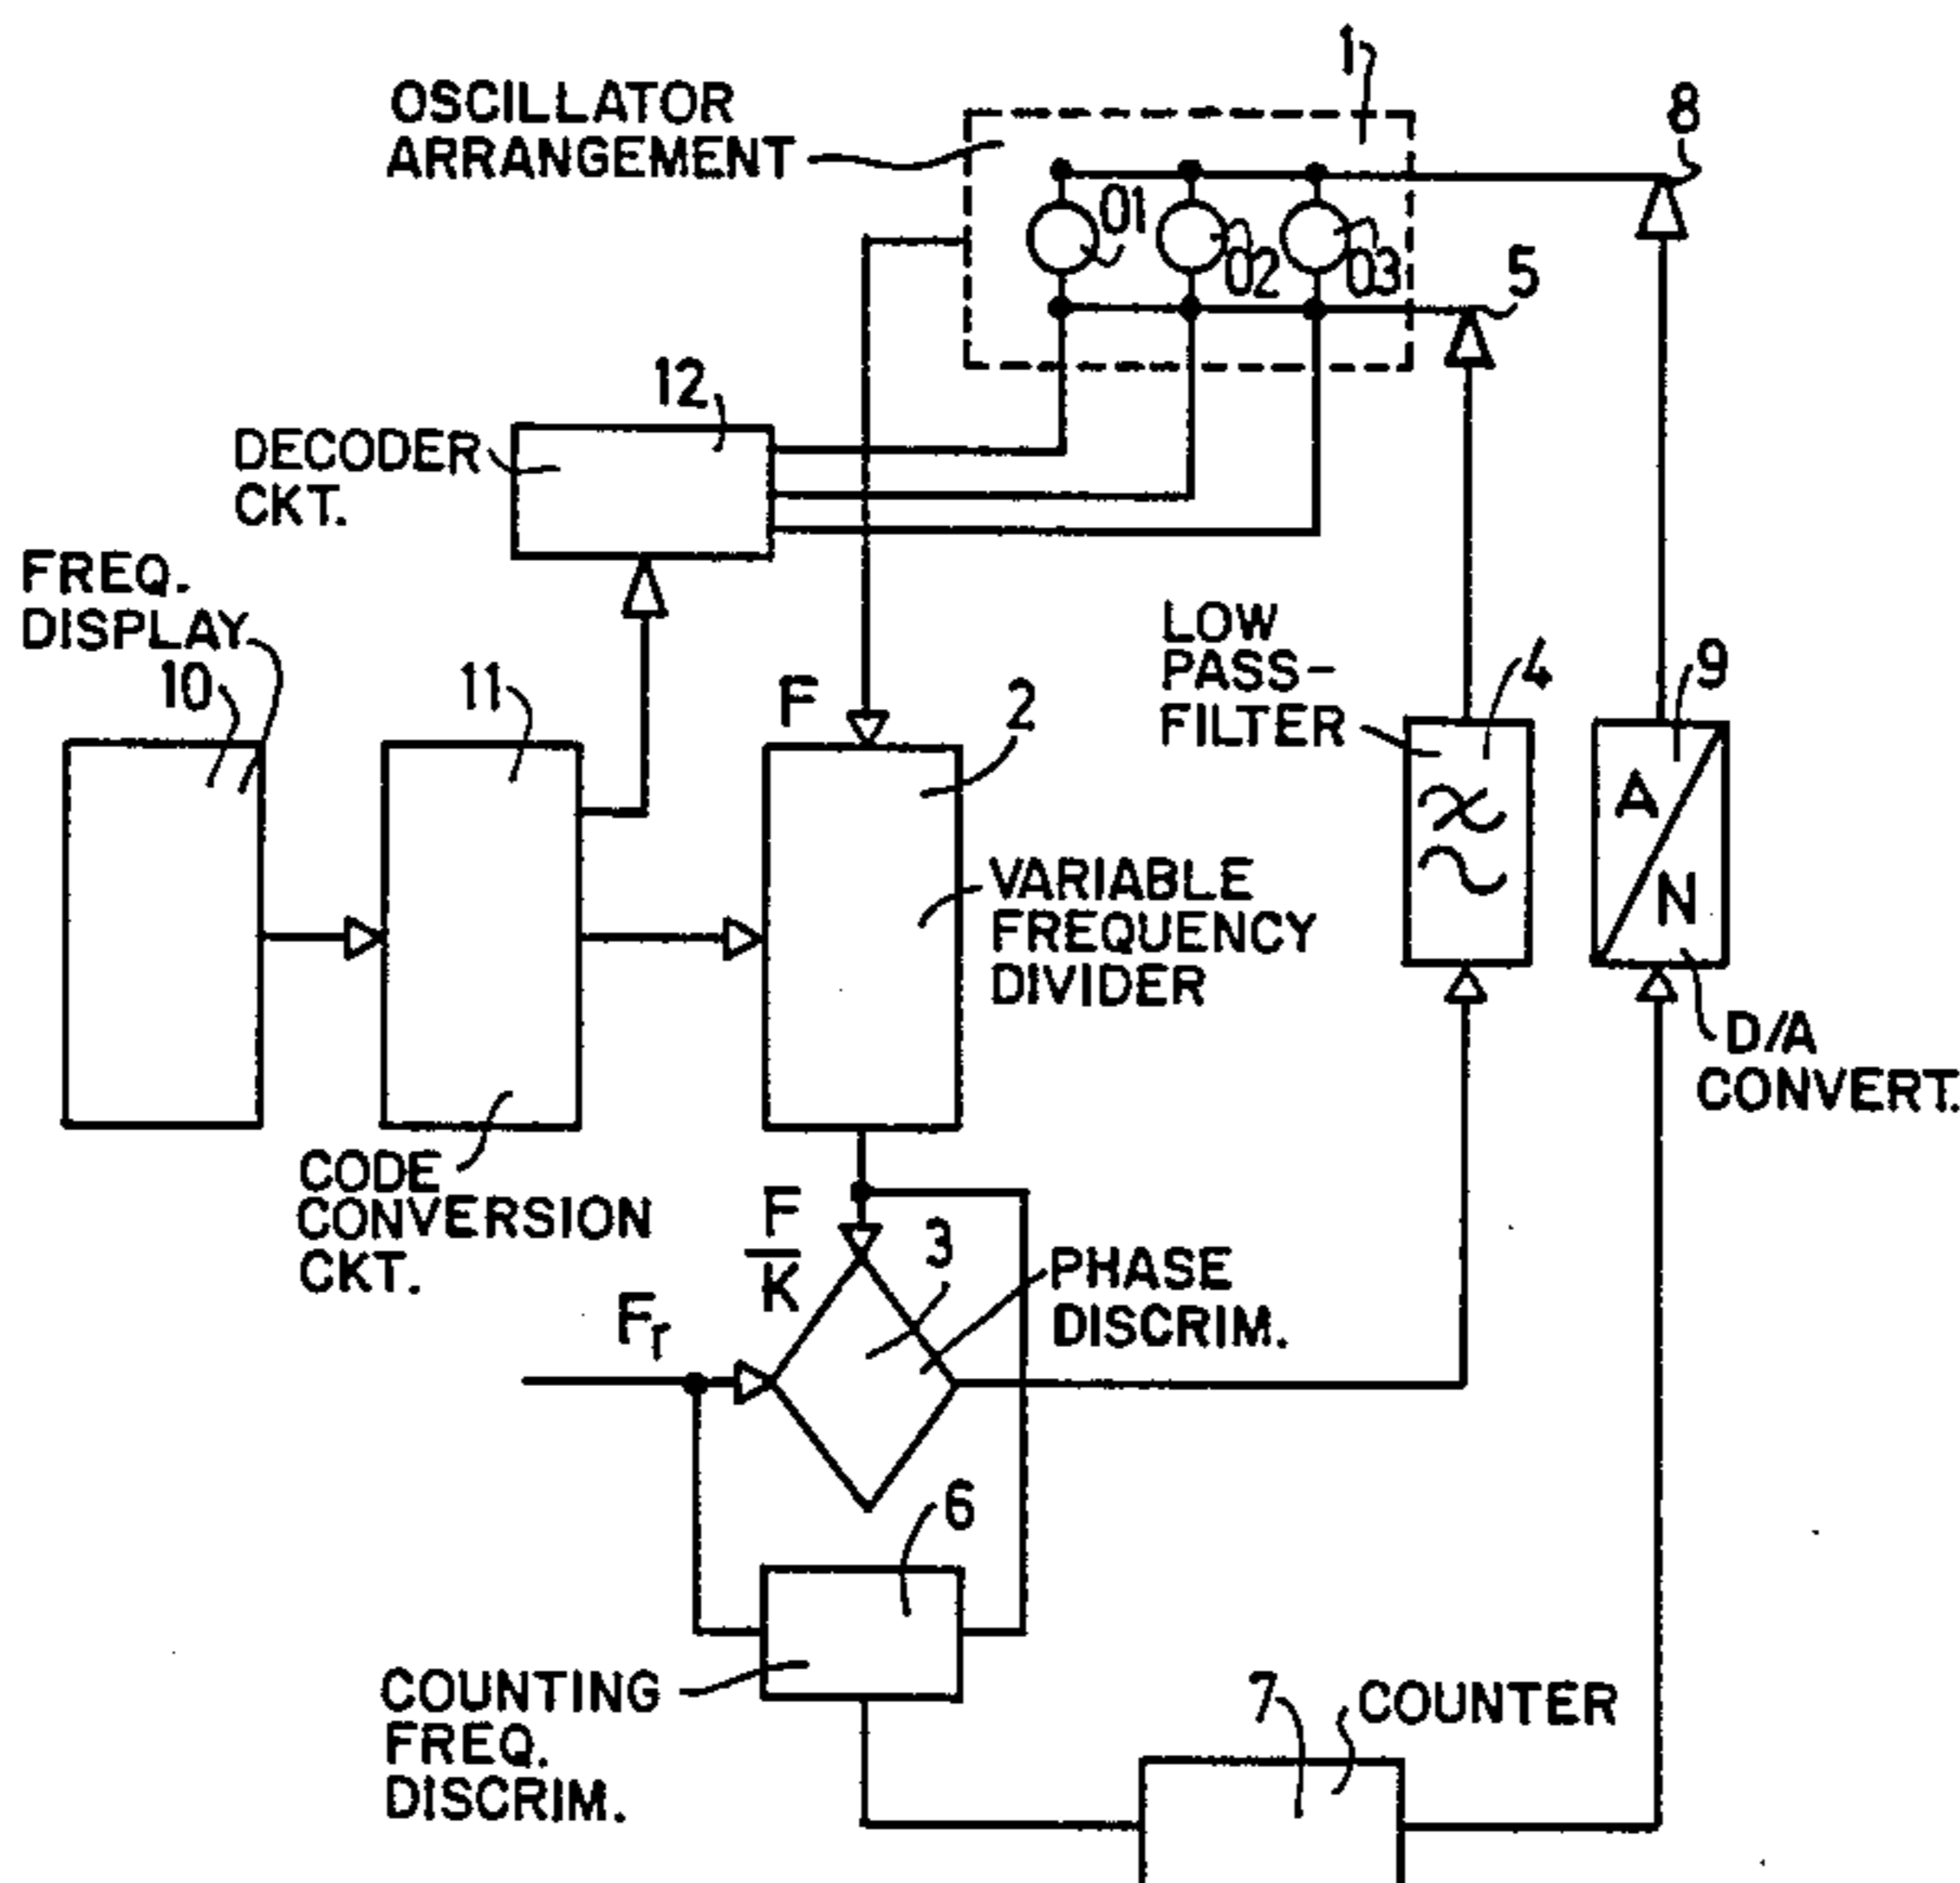 1
OSCILLATOR
ARRANGEMENT
8
01
02
03
5
12
DECODER
CKT.
FREQ.
DISPLAY
10
11
F
2
LOW
PASS-
FILTER
4
9
A
N
VARIABLE
FREQUENCY
DIVIDER
D/A
CONVERT.
CODE
CONVERSION
CKT.
F
K
3
PHASE
DISCRIM.
Fr
6
COUNTING
FREQ.
DISCRIM.
7
COUNTER